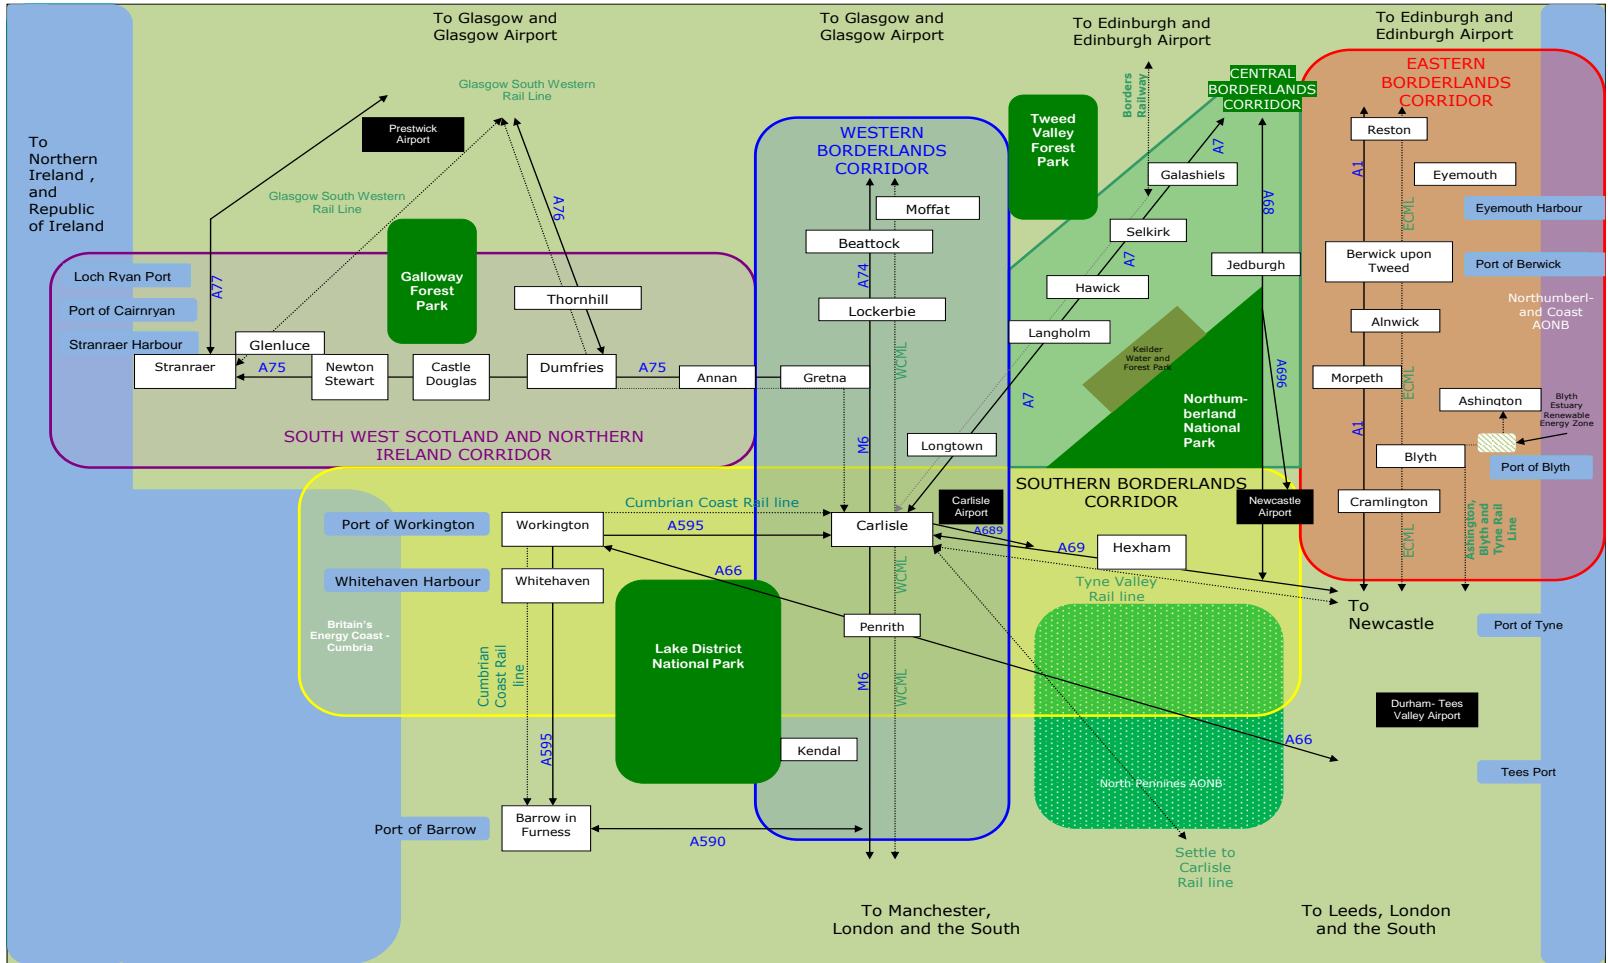 To Glasgow and
Glasgow Airport
To Glasgow and
Glasgow Airport
To Edinburgh and
Edinburgh Airport
To Edinburgh and
Edinburgh Airport
EASTERN
BORDERLANDS
CORRIDOR
CENTRAL
BORDERLANDS
CORRIDOR
Glasgow South Western
Rail Line
Borders
Railway
Prestwick
Airport
WESTERN
BORDERLANDS
CORRIDOR
Tweed
Valley
Forest
Park
Reston
To
Northern
Ireland ,
and
Republic
of Ireland
Glasgow South Western
Rail Line
A76
A7
A68
A1
Galashiels
Eyemouth
Moffat
ECML
Eyemouth Harbour
Beattock
Selkirk
A7
Jedburgh
Berwick upon
Tweed
Port of Berwick
Loch Ryan Port
A77
Galloway
Forest
Park
A74
Hawick
Thornhill
Port of Cairnryan
Lockerbie
Northumberl-
and Coast
AONB
Alnwick
Langholm
Stranraer Harbour
Glenluce
WCML
Keilder
Water and
Forest Park
Stranraer
A75
Newton
Stewart
Castle
Douglas
Dumfries
A75
Annan
Gretna
A7
A696
Morpeth
ECML
Northum-
berland
National
Park
Ashington
Blyth
Estuary
Renewable
Energy Zone
A1
SOUTH WEST SCOTLAND AND NORTHERN
IRELAND CORRIDOR
M6
Longtown
Blyth
Port of Blyth
SOUTHERN BORDERLANDS
CORRIDOR
Cumbrian Coast Rail line
Carlisle
Airport
Newcastle
Airport
Cramlington
Port of Workington
Workington
A595
Carlisle
A689
A69
Hexham
ECML
Ashington,
Blyth and
Tyne Rail
Line
Whitehaven Harbour
Whitehaven
A66
WCML
Tyne Valley
Rail line
To
Newcastle
Port of Tyne
Britain's
Energy Coast -
Cumbria
Penrith
Lake District
National Park
Cumbrian
Coast Rail
line
M6
WCML
Durham- Tees
Valley Airport
A595
Kendal
A66
North Pennines AONB
Tees Port
Port of Barrow
Barrow in
Furness
A590
Settle to
Carlisle
Rail line
To Manchester,
London and the South
To Leeds, London
and the South